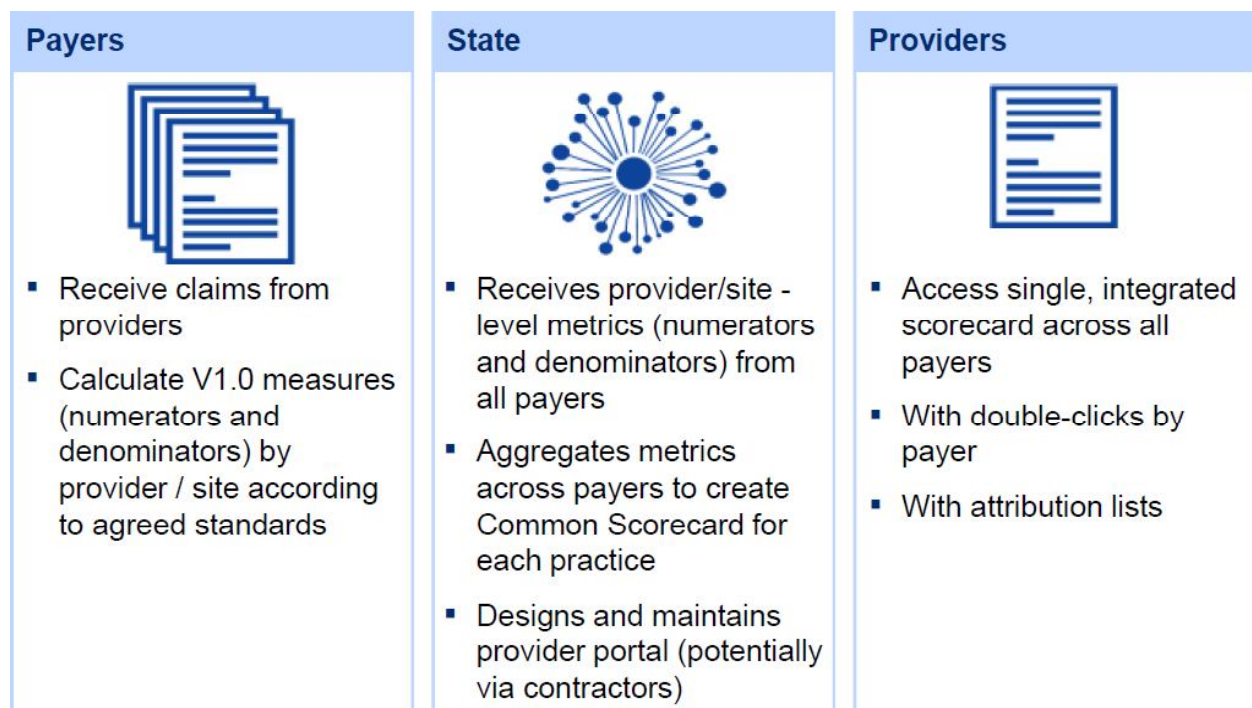 Payers
▪ Receive claims from
providers
▪ Calculate V1.0 measures
(numerators and
denominators) by
provider / site according
to agreed standards
State
▪ Receives provider/site -
level metrics (numerators
and denominators) from
all payers
▪ Aggregates metrics
across payers to create
Common Scorecard for
each practice
▪ Designs and maintains
provider portal (potentially
via contractors)
Providers
▪ Access single, integrated
scorecard across all
payers
▪ With double-clicks by
payer
▪ With attribution lists